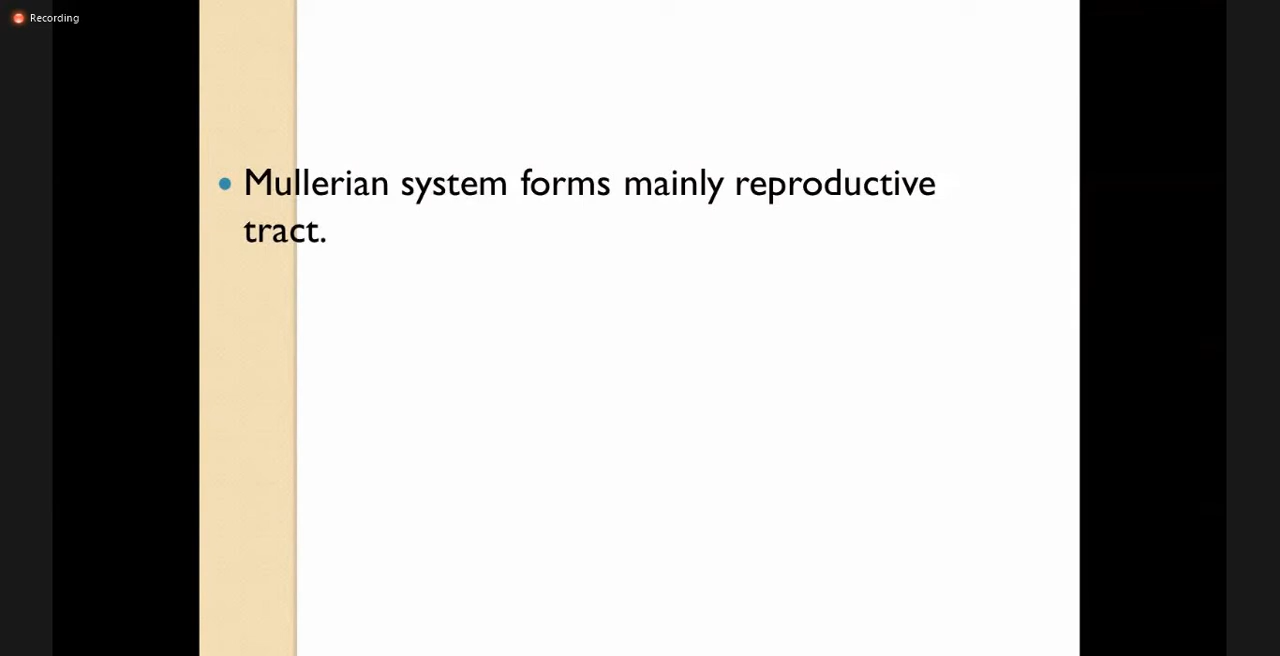 Recording
• Mullerian system forms mainly reproductive
tract.